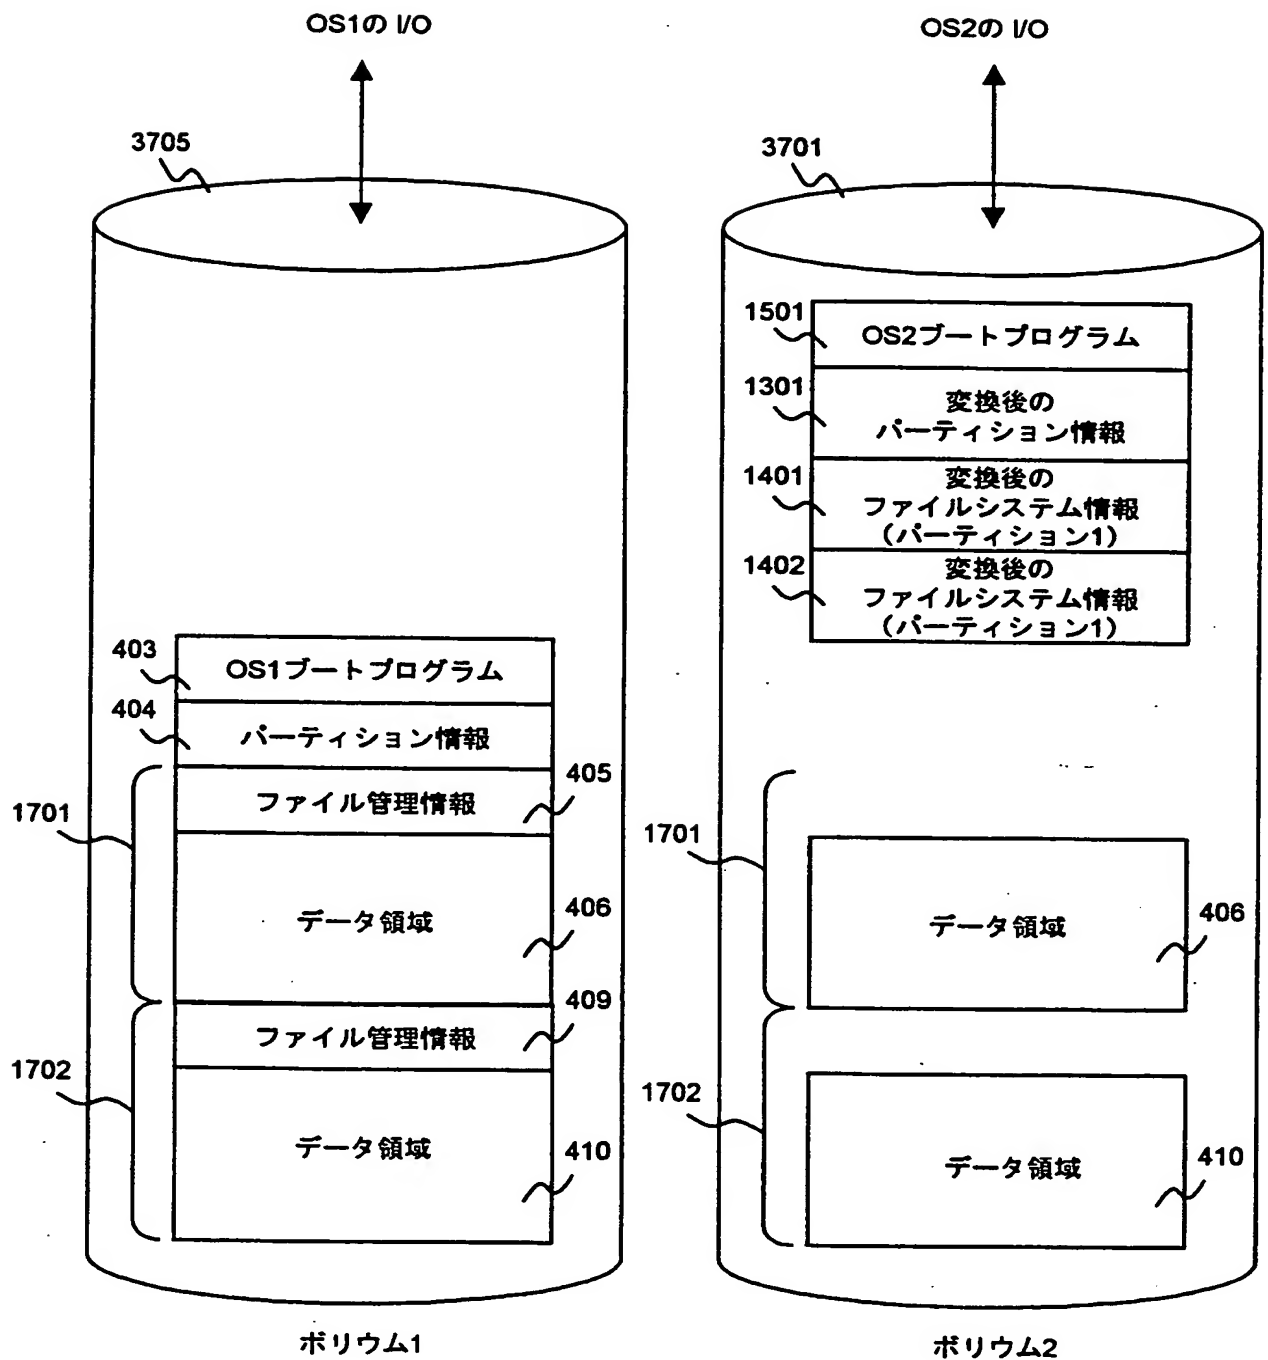 OS1の I/O
3705
403
OS1ブートプログラム
404
パーティション情報
405
ファイル管理情報
1701
データ領域
406
409
ファイル管理情報
1702
データ領域
410
ボリウム1
OS2の I/O
3701
1501
OS2ブートプログラム
1301
変換後の
パーティション情報
1401
変換後の
ファイルシステム情報
（パーティション1）
1402
変換後の
ファイルシステム情報
（パーティション1）
1701
データ領域
406
1702
データ領域
410
ボリウム2